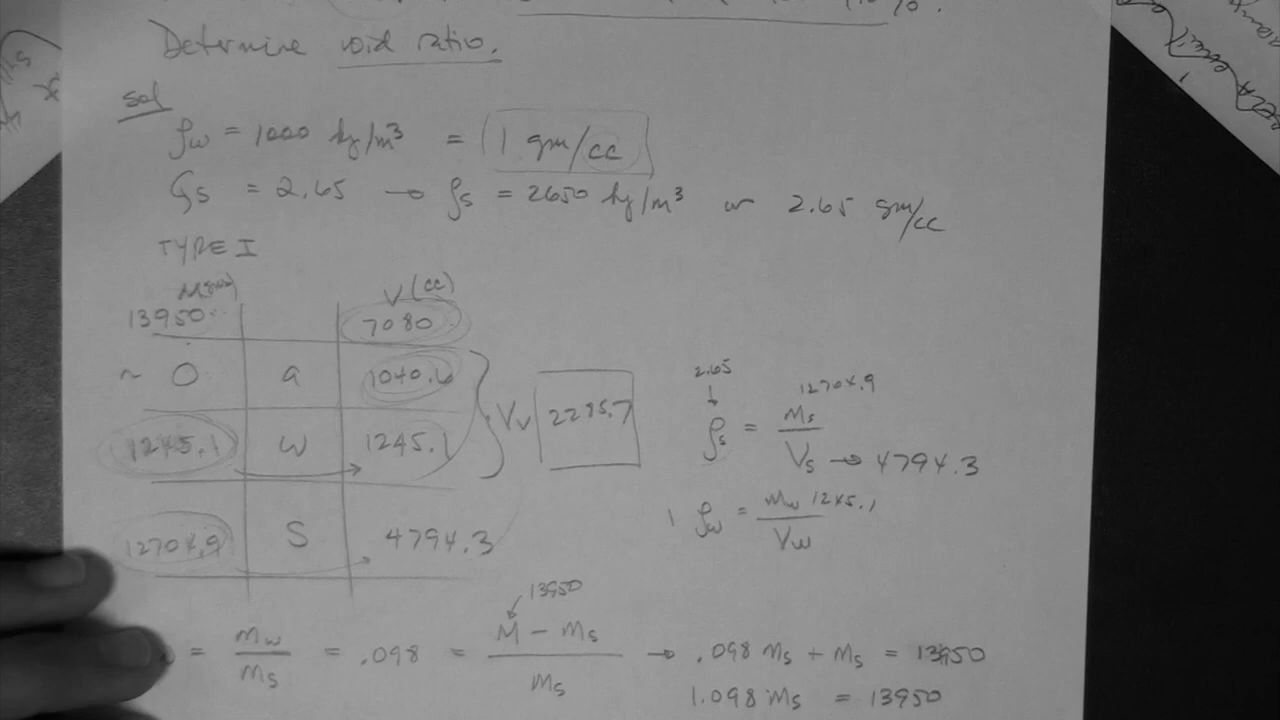 %.
Determine void ratio.
sol
ρw = 1000 kg/m³ = 1 gm/cc
Gs = 2.65 → ρs = 2650 kg/m³ or 2.65 gm/cc
TYPE I
M(gm) V (cc)
13950 7080
~ 0 a 1040.6
1245.1 w 1245.1
12704.9 S 4794.3
Vv 2285.7
2.65 12704.9
ρs = Ms / Vs → 4794.3
1 ρw = Mw 1245.1 / Vw
13950
= Mw / Ms = .098 = M - Ms / Ms → .098 Ms + Ms = 13950
1.098 Ms = 13950